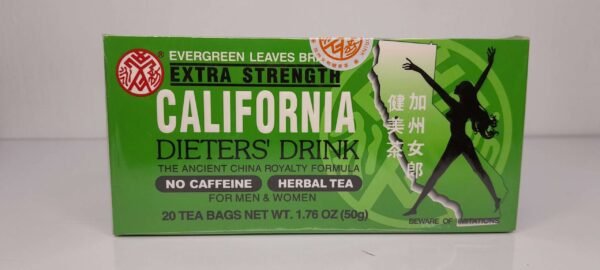 EVERGREEN LEAVES
EXTRA STRENGTH
CALIFORNIA
DIETERS' DRINK
THE ANCIENT CHINA ROYALTY FORMULA
NO CAFFEINE HERBAL TEA
FOR MEN & WOMEN
20 TEA BAGS NET WT. 1.76 OZ (50g)
加州女郎
健美茶
BEWARE OF IMITATIONS